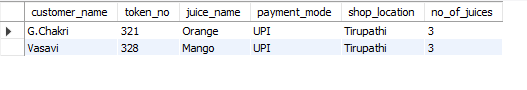 customer_name token_no juice_name payment_mode shop_location no_of_juices
G.Chakri 321 Orange UPI Tirupathi 3
Vasavi 328 Mango UPI Tirupathi 3